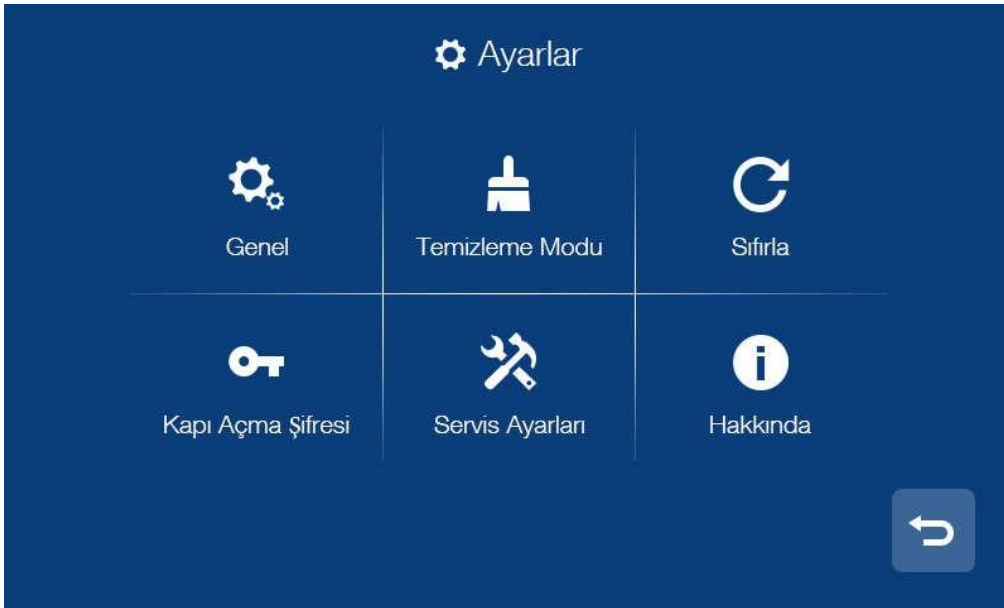 Ayarlar
Genel
Temizleme Modu
Sıfırla
Kapı Açma Şifresi
Servis Ayarları
Hakkında